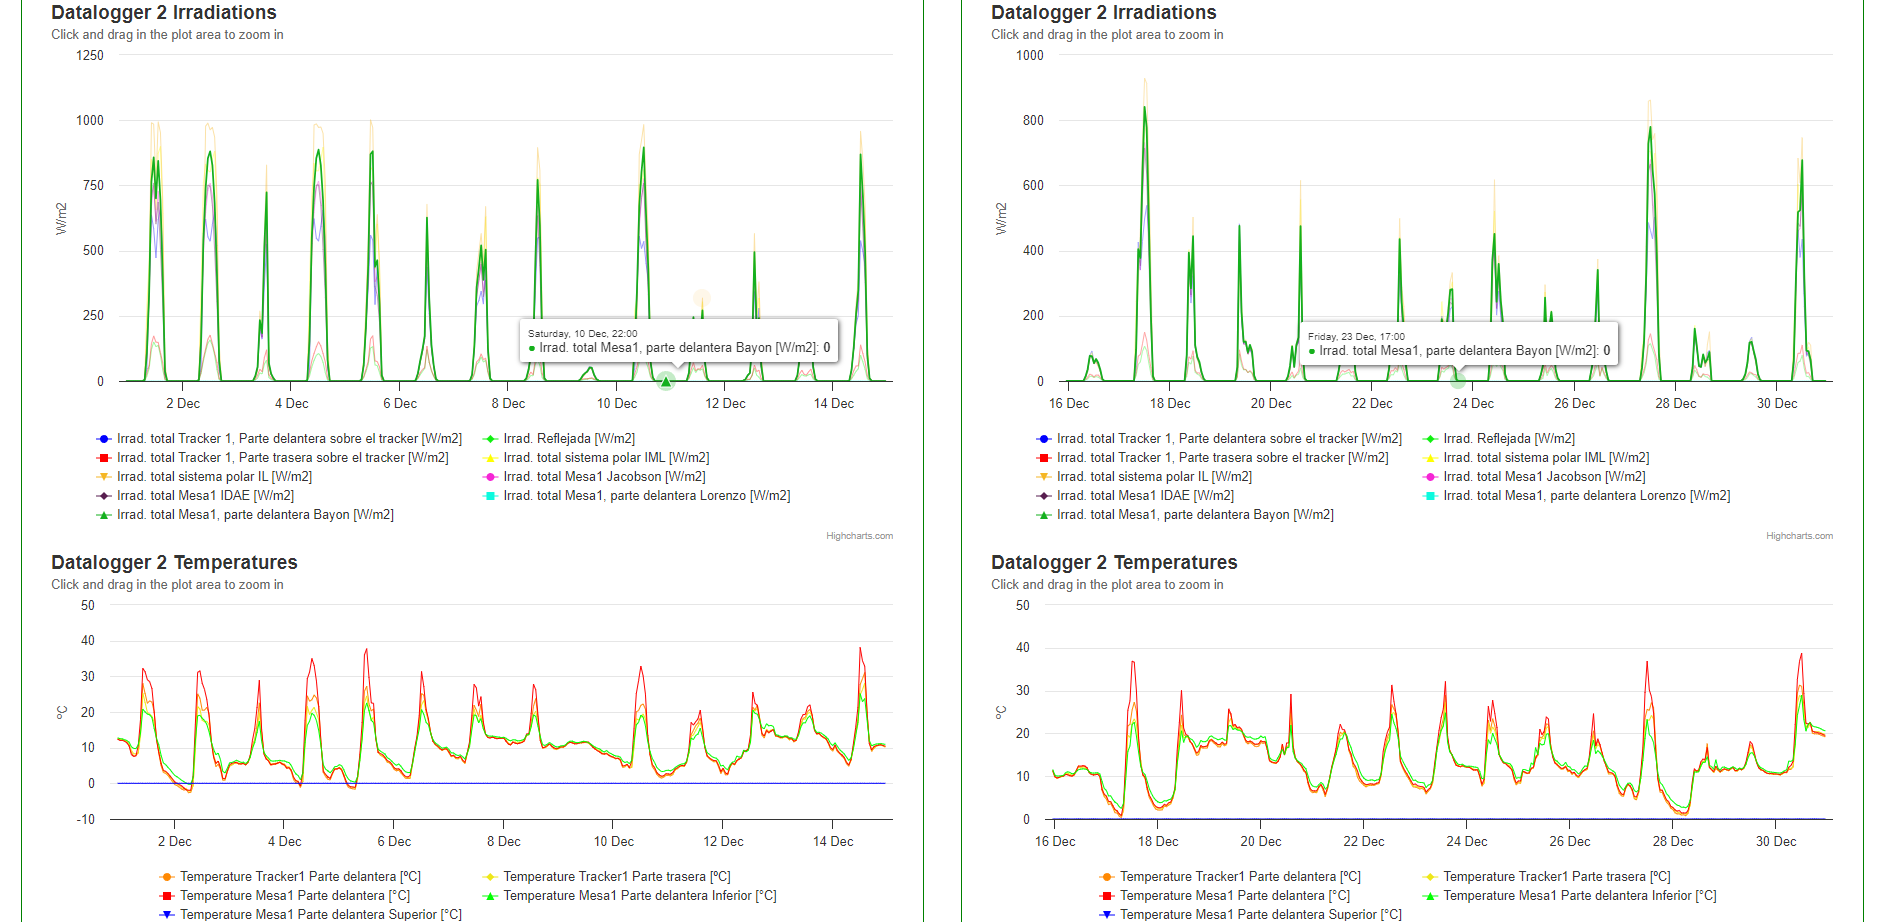 Datalogger 2 Irradiations
Click and drag in the plot area to zoom in
1250
1000
750
500
250
0
W/m2
Saturday, 10 Dec, 22:00
● Irrad. total Mesa1, parte delantera Bayon [W/m2]: 0
2 Dec 4 Dec 6 Dec 8 Dec 10 Dec 12 Dec 14 Dec
Irrad. total Tracker 1, Parte delantera sobre el tracker [W/m2] Irrad. Reflejada [W/m2]
Irrad. total Tracker 1, Parte trasera sobre el tracker [W/m2] Irrad. total sistema polar IML [W/m2]
Irrad. total sistema polar IL [W/m2] Irrad. total Mesa1 Jacobson [W/m2]
Irrad. total Mesa1 IDAE [W/m2] Irrad. total Mesa1, parte delantera Lorenzo [W/m2]
Irrad. total Mesa1, parte delantera Bayon [W/m2]
Highcharts.com
Datalogger 2 Temperatures
Click and drag in the plot area to zoom in
50
40
30
20
10
0
-10
ºC
2 Dec 4 Dec 6 Dec 8 Dec 10 Dec 12 Dec 14 Dec
Temperature Tracker1 Parte delantera [ºC] Temperature Tracker1 Parte trasera [ºC]
Temperature Mesa1 Parte delantera [°C] Temperature Mesa1 Parte delantera Inferior [°C]
Temperature Mesa1 Parte delantera Superior [°C]
Datalogger 2 Irradiations
Click and drag in the plot area to zoom in
1000
800
600
400
200
0
W/m2
Friday, 23 Dec, 17:00
● Irrad. total Mesa1, parte delantera Bayon [W/m2]: 0
16 Dec 18 Dec 20 Dec 22 Dec 24 Dec 26 Dec 28 Dec 30 Dec
Irrad. total Tracker 1, Parte delantera sobre el tracker [W/m2] Irrad. Reflejada [W/m2]
Irrad. total Tracker 1, Parte trasera sobre el tracker [W/m2] Irrad. total sistema polar IML [W/m2]
Irrad. total sistema polar IL [W/m2] Irrad. total Mesa1 Jacobson [W/m2]
Irrad. total Mesa1 IDAE [W/m2] Irrad. total Mesa1, parte delantera Lorenzo [W/m2]
Irrad. total Mesa1, parte delantera Bayon [W/m2]
Highcharts.com
Datalogger 2 Temperatures
Click and drag in the plot area to zoom in
50
40
30
20
10
0
ºC
16 Dec 18 Dec 20 Dec 22 Dec 24 Dec 26 Dec 28 Dec 30 Dec
Temperature Tracker1 Parte delantera [ºC] Temperature Tracker1 Parte trasera [ºC]
Temperature Mesa1 Parte delantera [°C] Temperature Mesa1 Parte delantera Inferior [°C]
Temperature Mesa1 Parte delantera Superior [°C]